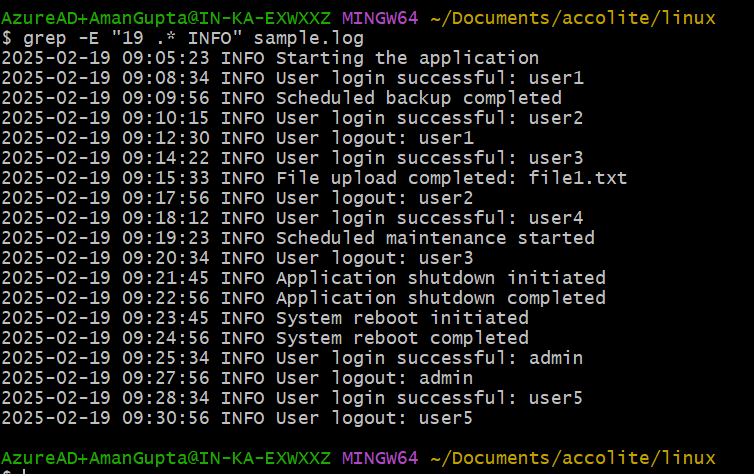 AzureAD+AmanGupta@IN-KA-EXWXXZ MINGW64 ~/Documents/accolite/linux
$ grep -E "19 .* INFO" sample.log
2025-02-19 09:05:23 INFO Starting the application
2025-02-19 09:08:34 INFO User login successful: user1
2025-02-19 09:09:56 INFO Scheduled backup completed
2025-02-19 09:10:15 INFO User login successful: user2
2025-02-19 09:12:30 INFO User logout: user1
2025-02-19 09:14:22 INFO User login successful: user3
2025-02-19 09:15:33 INFO File upload completed: file1.txt
2025-02-19 09:17:56 INFO User logout: user2
2025-02-19 09:18:12 INFO User login successful: user4
2025-02-19 09:19:23 INFO Scheduled maintenance started
2025-02-19 09:20:34 INFO User logout: user3
2025-02-19 09:21:45 INFO Application shutdown initiated
2025-02-19 09:22:56 INFO Application shutdown completed
2025-02-19 09:23:45 INFO System reboot initiated
2025-02-19 09:24:56 INFO System reboot completed
2025-02-19 09:25:34 INFO User login successful: admin
2025-02-19 09:27:56 INFO User logout: admin
2025-02-19 09:28:34 INFO User login successful: user5
2025-02-19 09:30:56 INFO User logout: user5
AzureAD+AmanGupta@IN-KA-EXWXXZ MINGW64 ~/Documents/accolite/linux